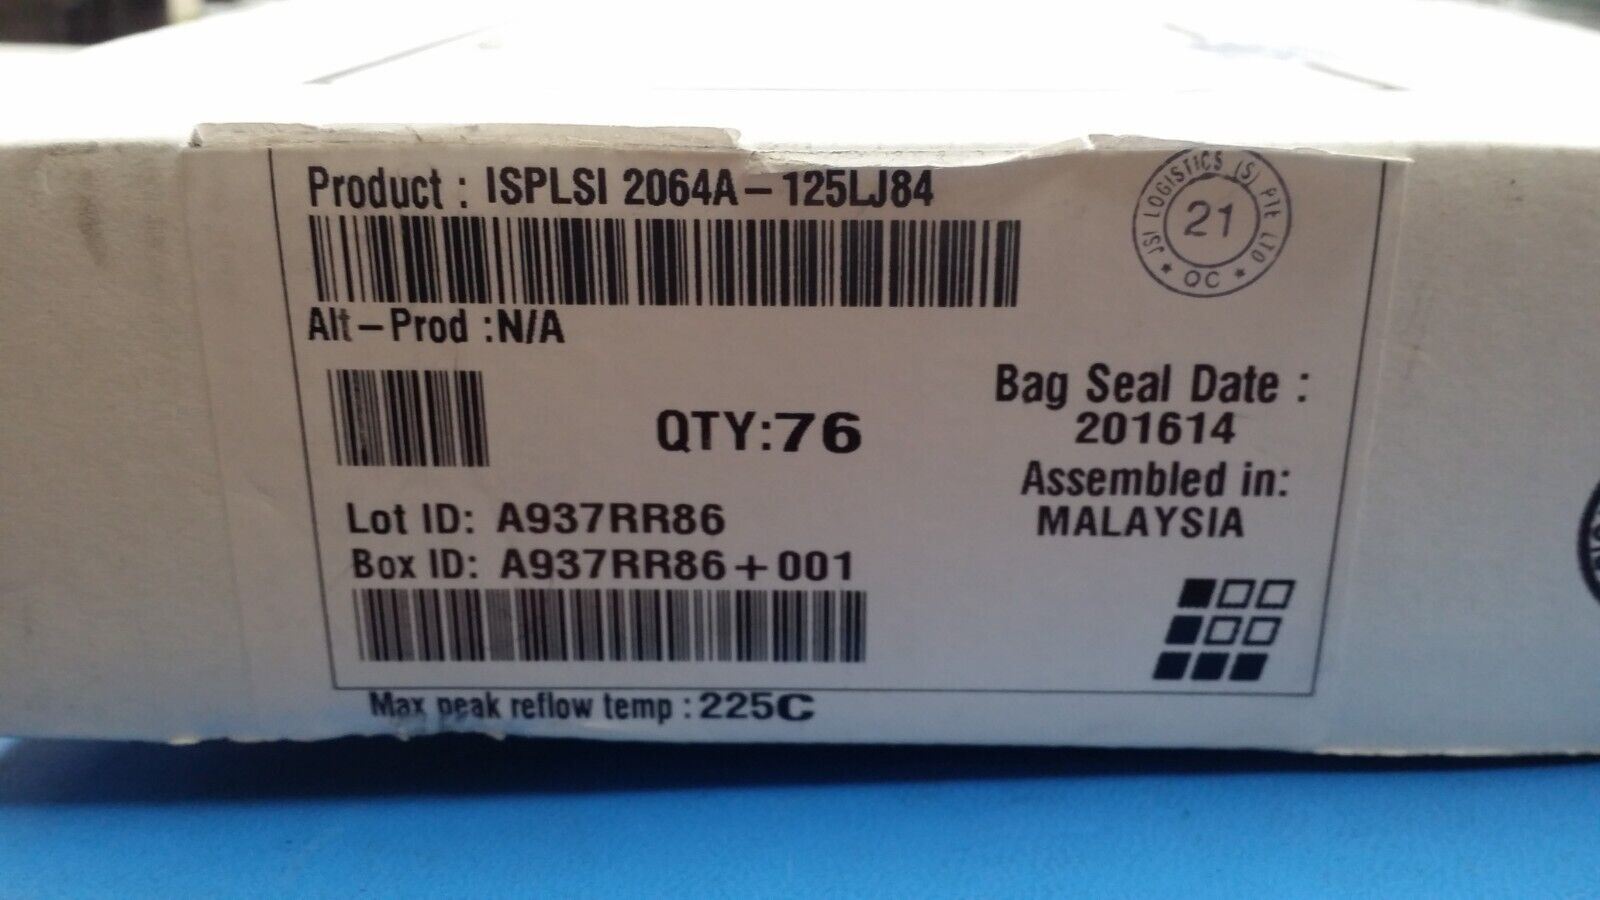 Product : ISPLSI 2064A-125LJ84
JSI LOGISTICS (S) PTE LTD
21
* QC *
Alt-Prod :N/A
QTY:76
Bag Seal Date :
201614
Assembled in:
MALAYSIA
Lot ID: A937RR86
Box ID: A937RR86+001
Max peak reflow temp : 225C